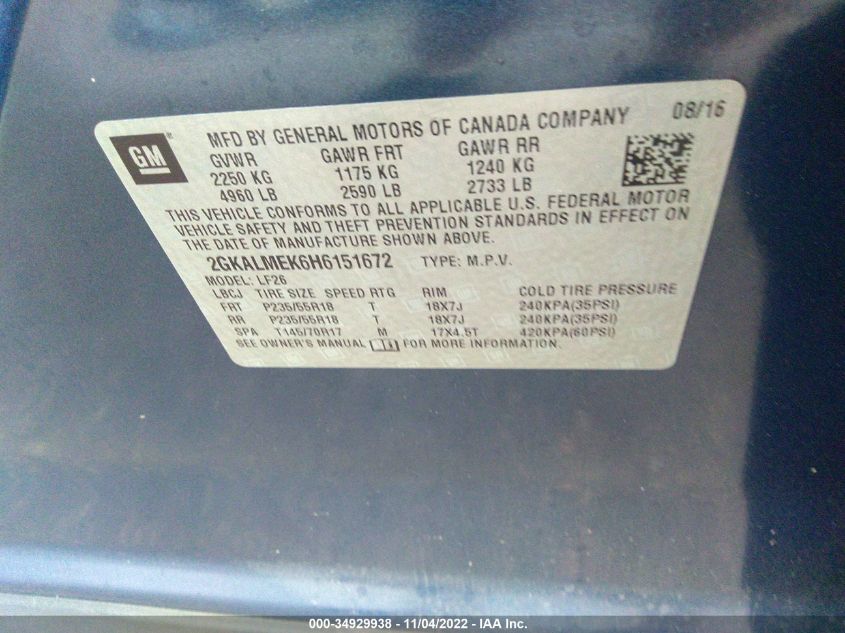 GM ®
MFD BY GENERAL MOTORS OF CANADA COMPANY 08/16
GVWR GAWR FRT GAWR RR
2250 KG 1175 KG 1240 KG
4960 LB 2590 LB 2733 LB
THIS VEHICLE CONFORMS TO ALL APPLICABLE U.S. FEDERAL MOTOR
VEHICLE SAFETY AND THEFT PREVENTION STANDARDS IN EFFECT ON
THE DATE OF MANUFACTURE SHOWN ABOVE.
2GKALMEK6H6151672 TYPE: M.P.V.
MODEL: LF26
LBCJ TIRE SIZE SPEED RTG RIM COLD TIRE PRESSURE
FRT P235/55R18 T 18X7J 240KPA(35PSI)
RR P235/55R18 T 18X7J 240KPA(35PSI)
SPA T145/70R17 M 17X4.5T 420KPA(60PSI)
SEE OWNER'S MANUAL FOR MORE INFORMATION.
000-34929938 - 11/04/2022 - IAA Inc.